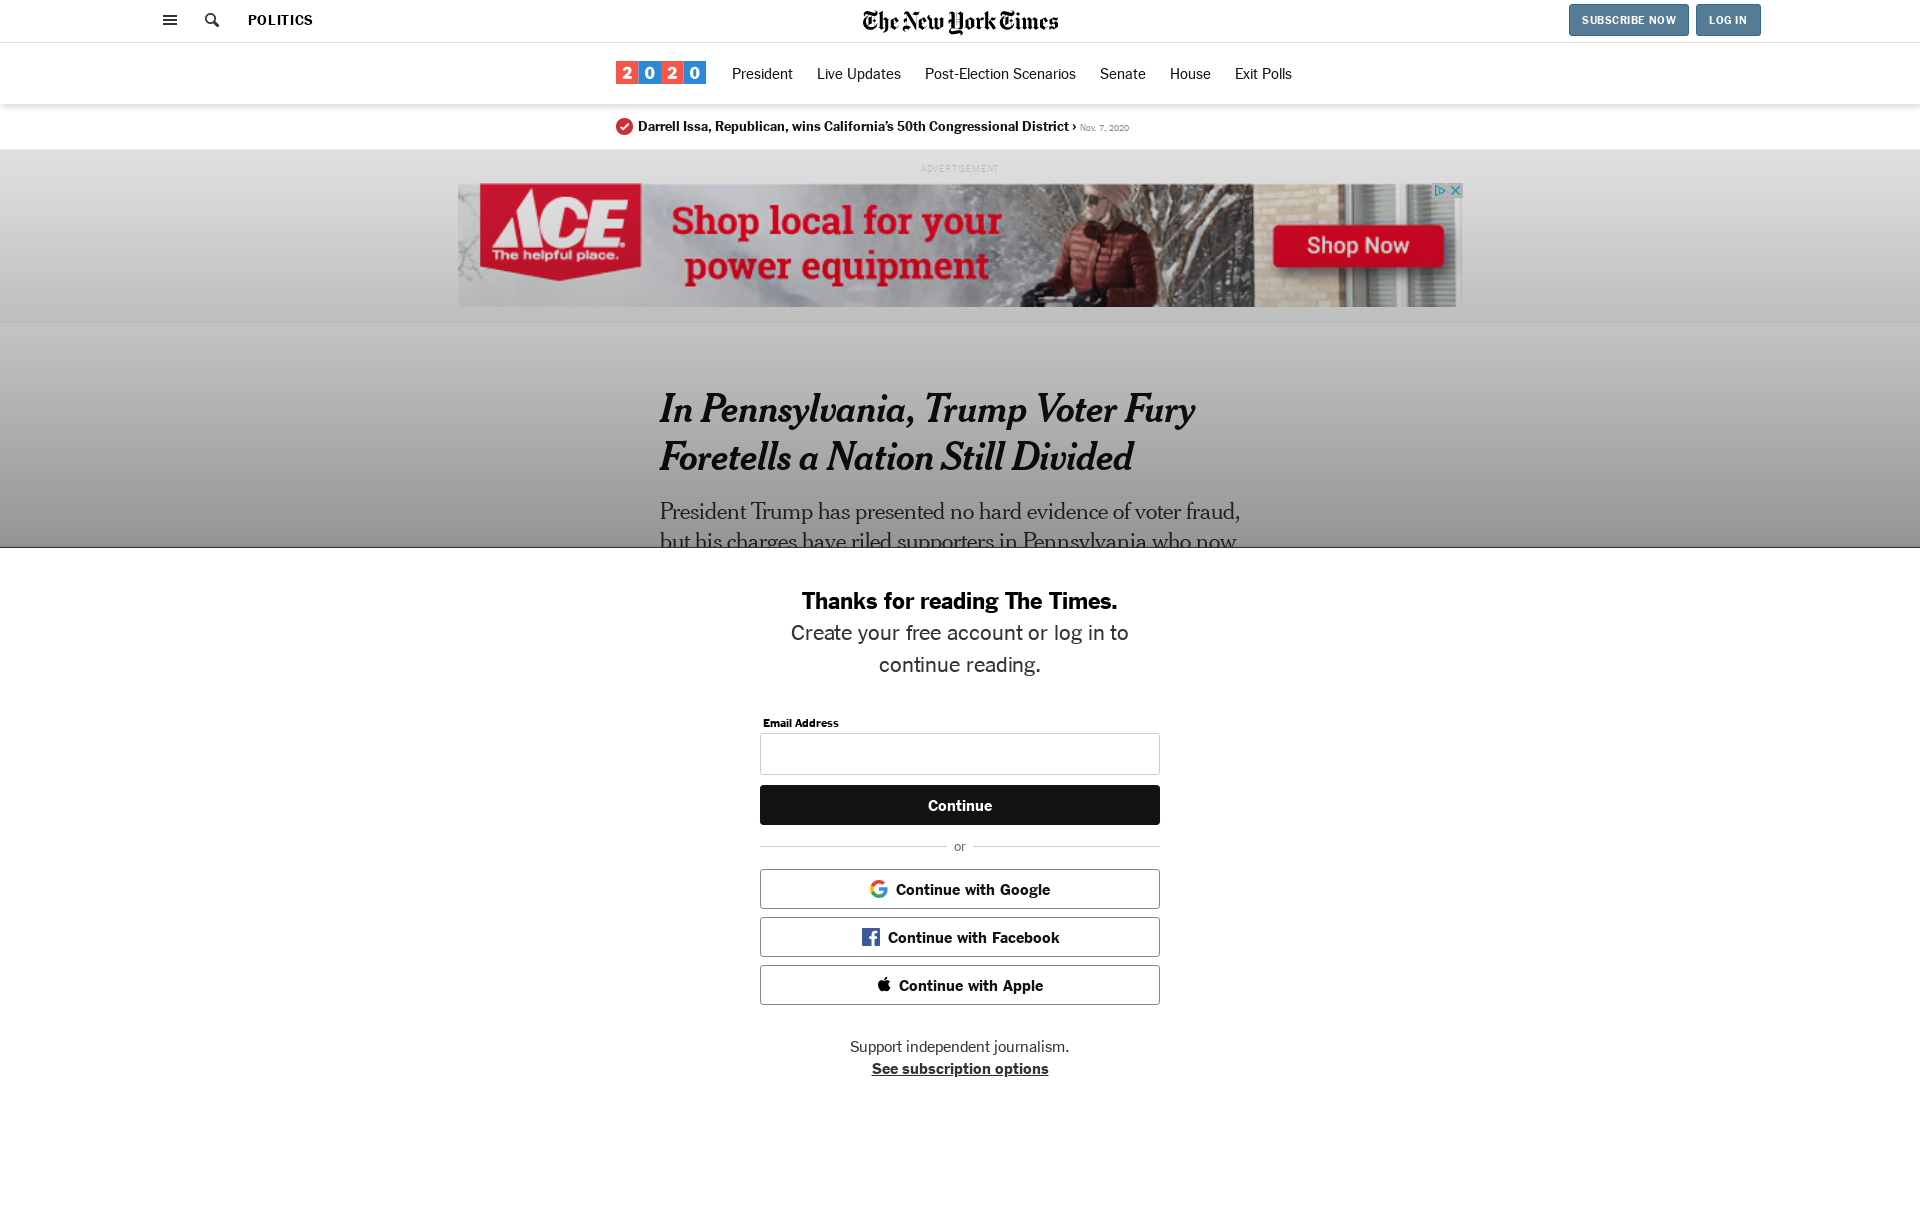 POLITICS
The New York Times
SUBSCRIBE NOW
LOG IN
2020
President
Live Updates
Post-Election Scenarios
Senate
House
Exit Polls
Darrell Issa, Republican, wins California’s 50th Congressional District › Nov. 7, 2020
ADVERTISEMENT
ACE
The helpful place.
Shop local for your
power equipment
Shop Now
In Pennsylvania, Trump Voter Fury
Foretells a Nation Still Divided
President Trump has presented no hard evidence of voter fraud,
but his charges have riled supporters in Pennsylvania who now
Thanks for reading The Times.
Create your free account or log in to
continue reading.
Email Address
Continue
or
Continue with Google
Continue with Facebook
Continue with Apple
Support independent journalism.
See subscription options